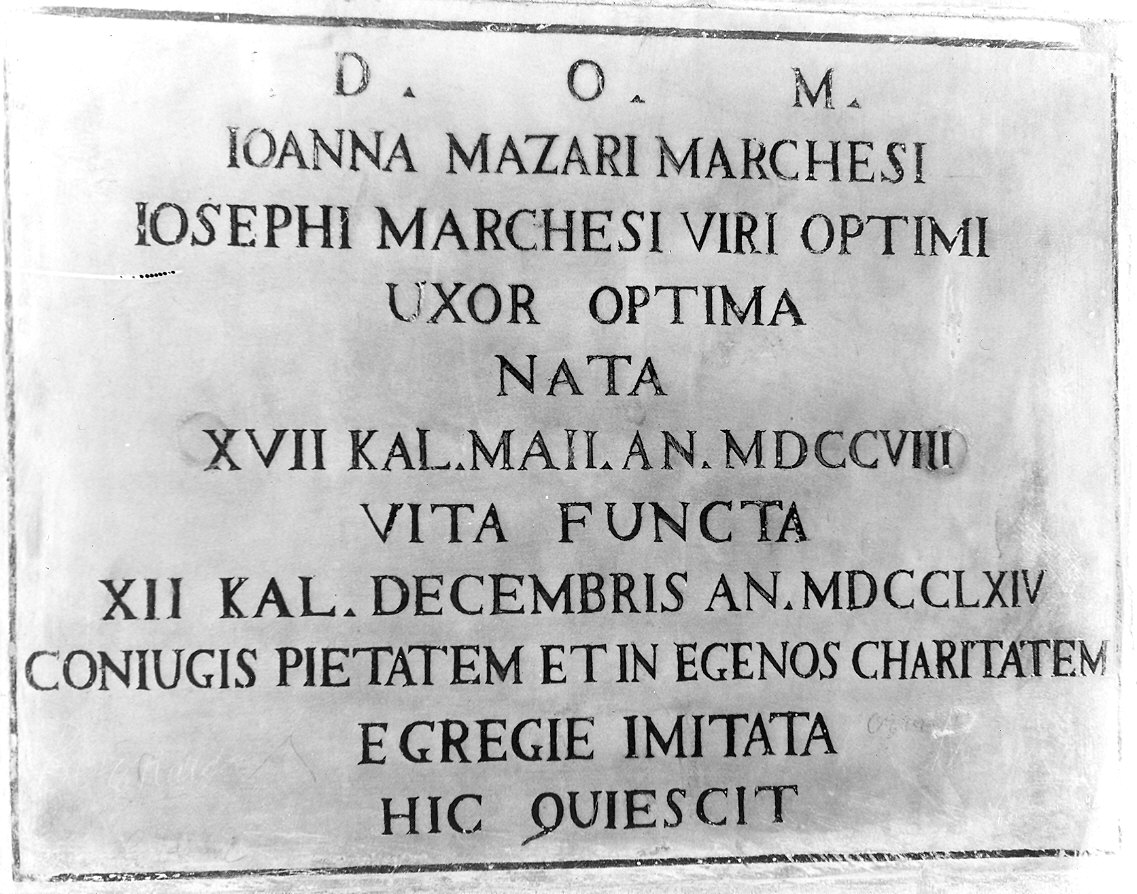 D. O. M.
IOANNA MAZARI MARCHESI
IOSEPHI MARCHESI VIRI OPTIMI
UXOR OPTIMA
NATA
XVII KAL. MAII. AN. MDCCVIII
VITA FUNCTA
XII KAL. DECEMBRIS AN. MDCCLXIV
CONIUGIS PIETATEM ET IN EGENOS CHARITATEM
EGREGIE IMITATA
HIC QUIESCIT